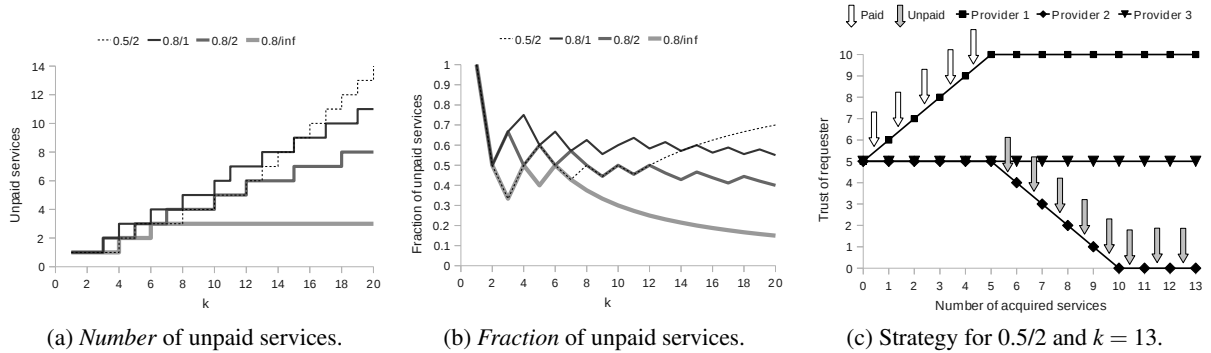 0.5/2 0.8/1 0.8/2 0.8/inf
14
12
10
8
6
4
2
0
Unpaid services
0 2 4 6 8 10 12 14 16 18 20
k
(a) Number of unpaid services.
0.5/2 0.8/1 0.8/2 0.8/inf
1
0.9
0.8
0.7
0.6
0.5
0.4
0.3
0.2
0.1
0
Fraction of unpaid services
0 2 4 6 8 10 12 14 16 18 20
k
(b) Fraction of unpaid services.
Paid Unpaid Provider 1 Provider 2 Provider 3
10
9
8
7
6
5
4
3
2
1
0
Trust of requester
0 1 2 3 4 5 6 7 8 9 10 11 12 13
Number of acquired services
(c) Strategy for 0.5/2 and k = 13.